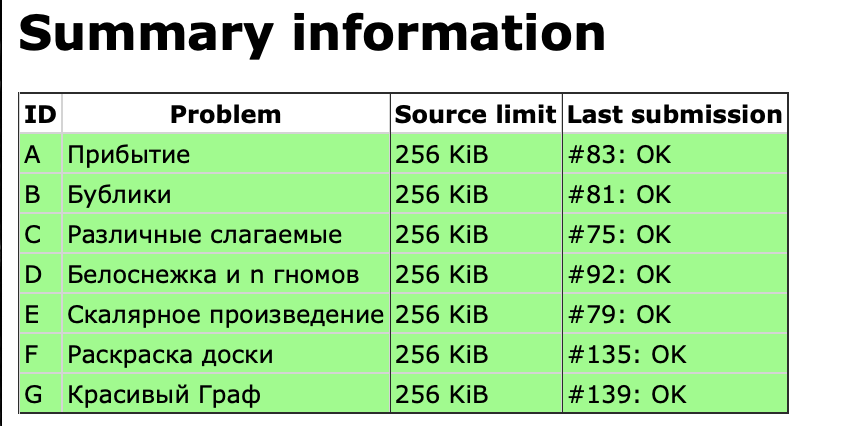 Summary information
ID Problem Source limit Last submission
A Прибытие 256 KiB #83: OK
B Бублики 256 KiB #81: OK
C Различные слагаемые 256 KiB #75: OK
D Белоснежка и n гномов 256 KiB #92: OK
E Скалярное произведение 256 KiB #79: OK
F Раскраска доски 256 KiB #135: OK
G Красивый Граф 256 KiB #139: OK